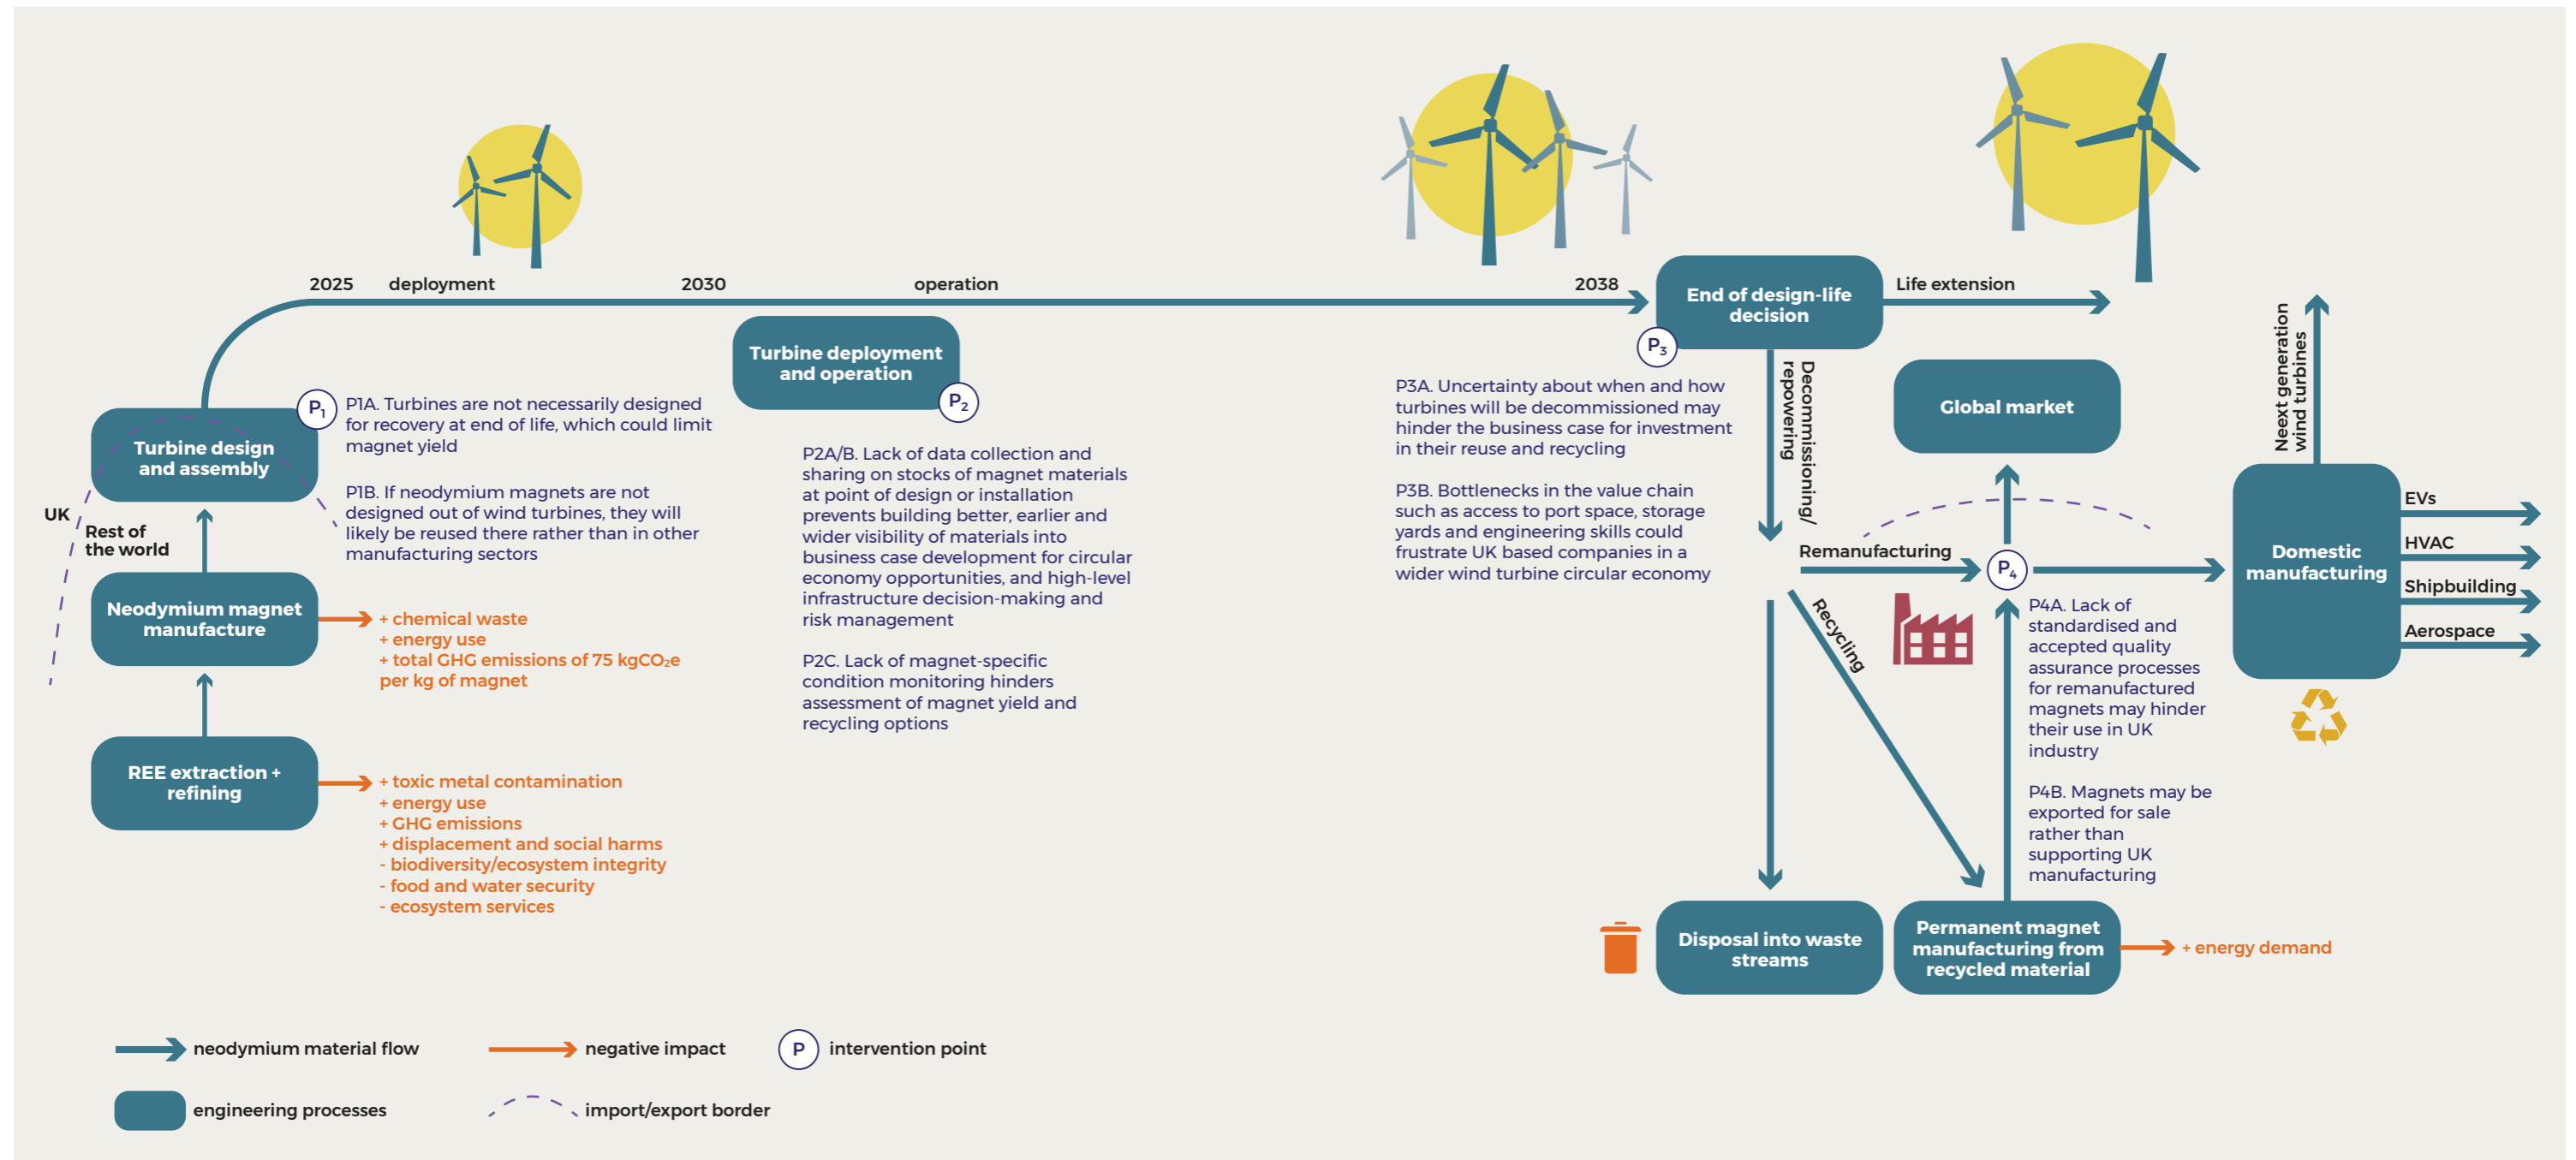 2025
deployment
2030
operation
2038
End of design-life
decision
Life extension
P3
Turbine deployment
and operation
P2
Turbine design
and assembly
P1
P1A. Turbines are not necessarily designed
for recovery at end of life, which could limit
magnet yield
P1B. If neodymium magnets are not
designed out of wind turbines, they will
likely be reused there rather than in other
manufacturing sectors
UK
Rest of
the world
Neodymium magnet
manufacture
+ chemical waste
+ energy use
+ total GHG emissions of 75 kgCO₂e
per kg of magnet
REE extraction +
refining
+ toxic metal contamination
+ energy use
+ GHG emissions
+ displacement and social harms
- biodiversity/ecosystem integrity
- food and water security
- ecosystem services
P2A/B. Lack of data collection and
sharing on stocks of magnet materials
at point of design or installation
prevents building better, earlier and
wider visibility of materials into
business case development for circular
economy opportunities, and high-level
infrastructure decision-making and
risk management
P2C. Lack of magnet-specific
condition monitoring hinders
assessment of magnet yield and
recycling options
P3A. Uncertainty about when and how
turbines will be decommissioned may
hinder the business case for investment
in their reuse and recycling
P3B. Bottlenecks in the value chain
such as access to port space, storage
yards and engineering skills could
frustrate UK based companies in a
wider wind turbine circular economy
Decommissioning/
repowering
Global market
Remanufacturing
P4
Recycling
P4A. Lack of
standardised and
accepted quality
assurance processes
for remanufactured
magnets may hinder
their use in UK
industry
P4B. Magnets may be
exported for sale
rather than
supporting UK
manufacturing
Neext generation
wind turbines
Domestic
manufacturing
EVs
HVAC
Shipbuilding
Aerospace
Disposal into waste
streams
Permanent magnet
manufacturing from
recycled material
+ energy demand
neodymium material flow
negative impact
P
intervention point
engineering processes
import/export border